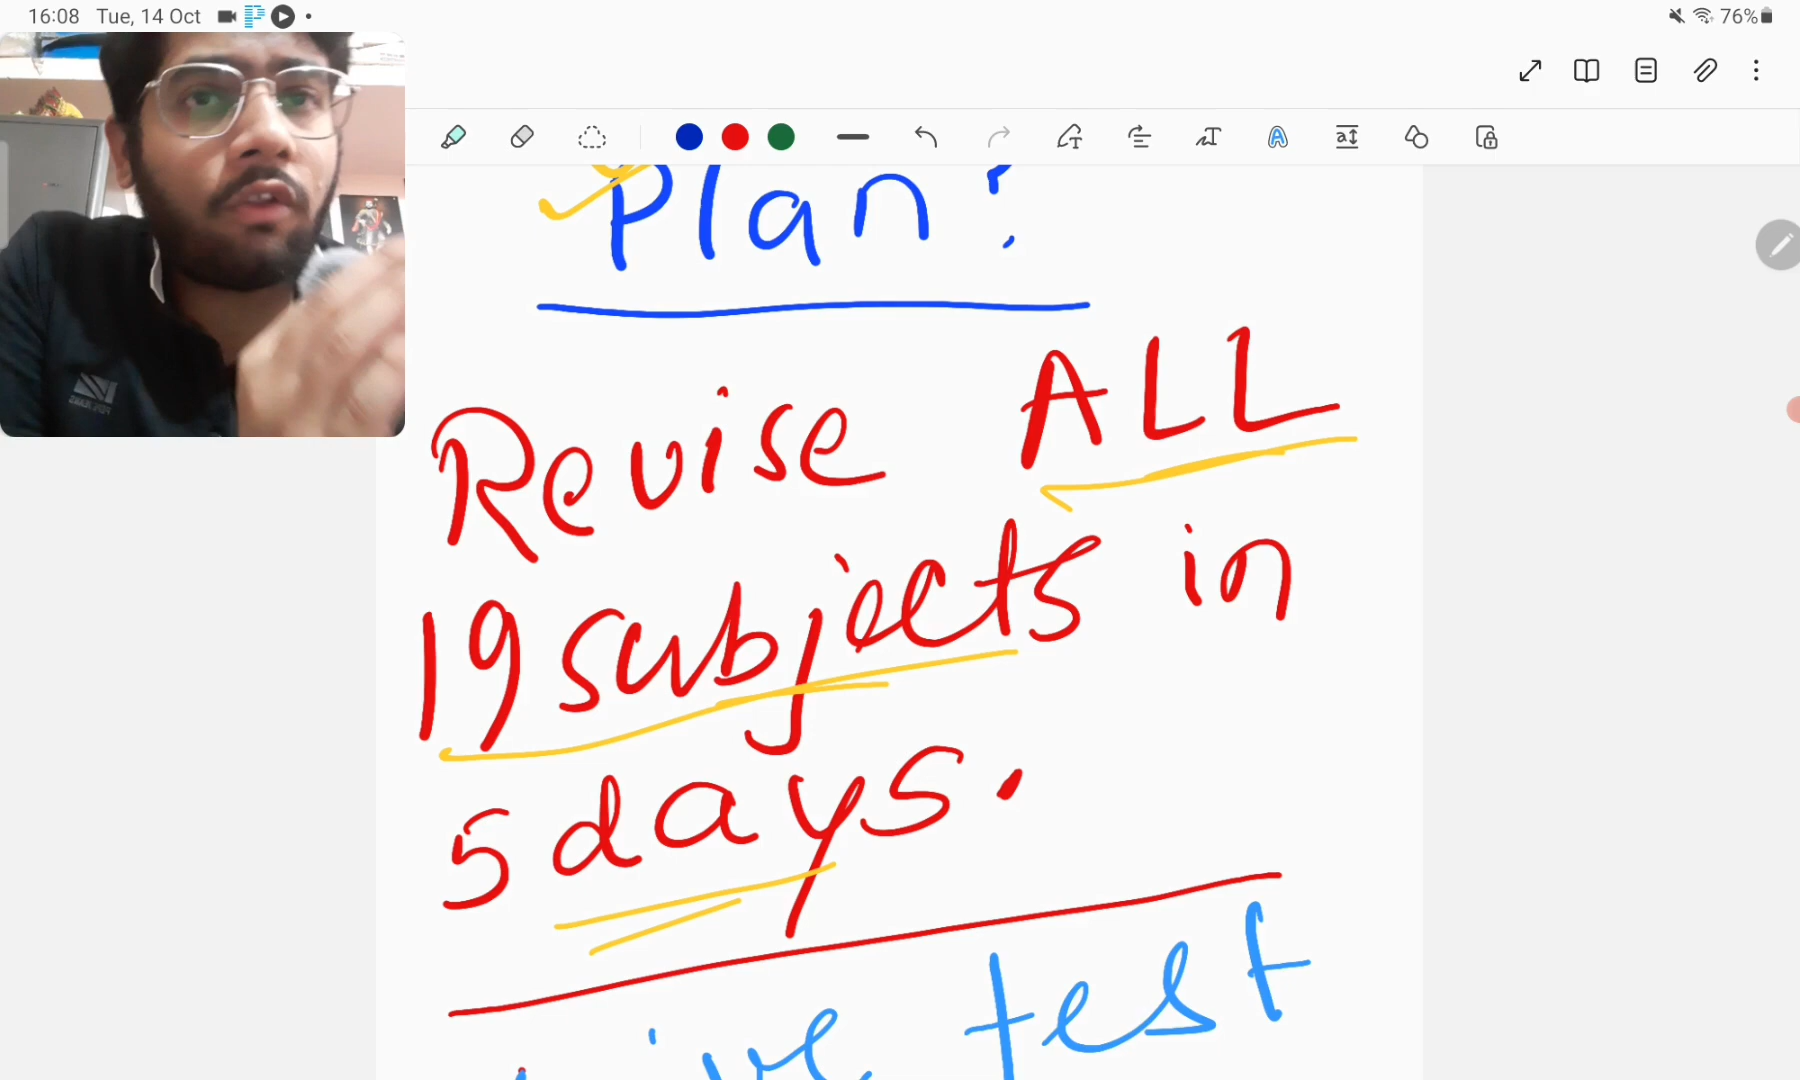 16:08 Tue, 14 Oct
76%
Plan?
Revise ALL
19 subjects in
5 days.
test